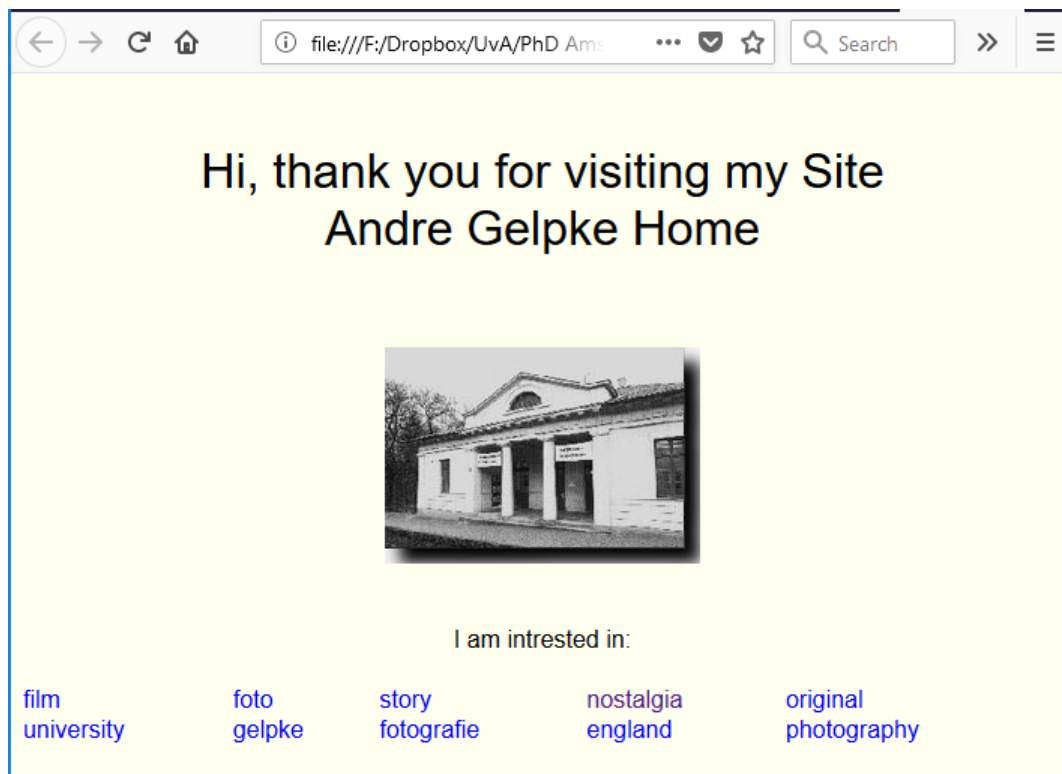 file:///F:/Dropbox/UvA/PhD Ams
Search
Hi, thank you for visiting my Site
Andre Gelpke Home
I am intrested in:
film foto story nostalgia original
university gelpke fotografie england photography